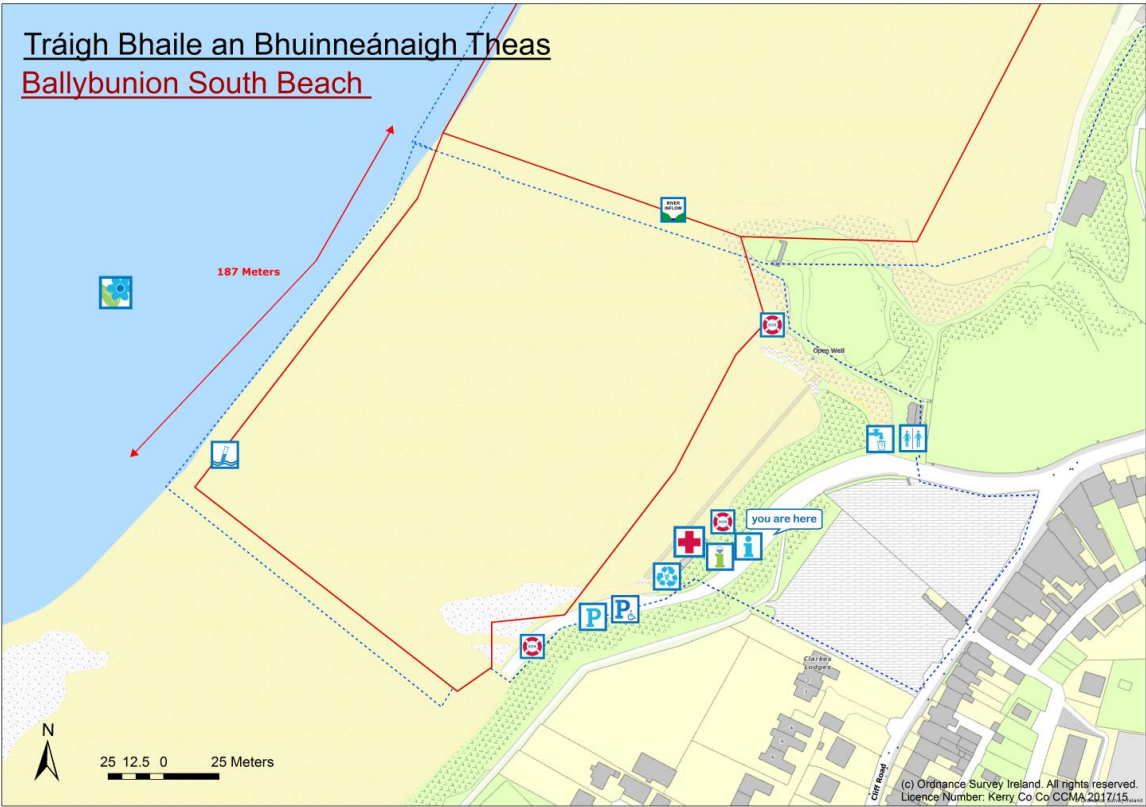 Tráigh Bhaile an Bhuinneánaigh Theas
Ballybunion South Beach
RIVER
INFLOW
187 Meters
Open Well
you are here
P
P
Clarkes
Lodges
N
25 12.5 0 25 Meters
Cliff Road
(c) Ordnance Survey Ireland. All rights reserved.
Licence Number: Kerry Co Co CCMA 2017/15